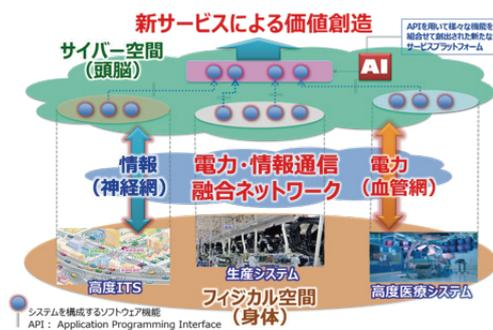 新サービスによる価値創造
APIを用いて様々な機能を
組合せて創出された新たな
サービスプラットフォーム
サイバー空間
（頭脳）
AI
情報
（神経網）
電力・情報通信
融合ネットワーク
電力
（血管網）
高度ITS
生産システム
高度医療システム
フィジカル空間
（身体）
システムを構成するソフトウェア機能
API： Application Programming Interface